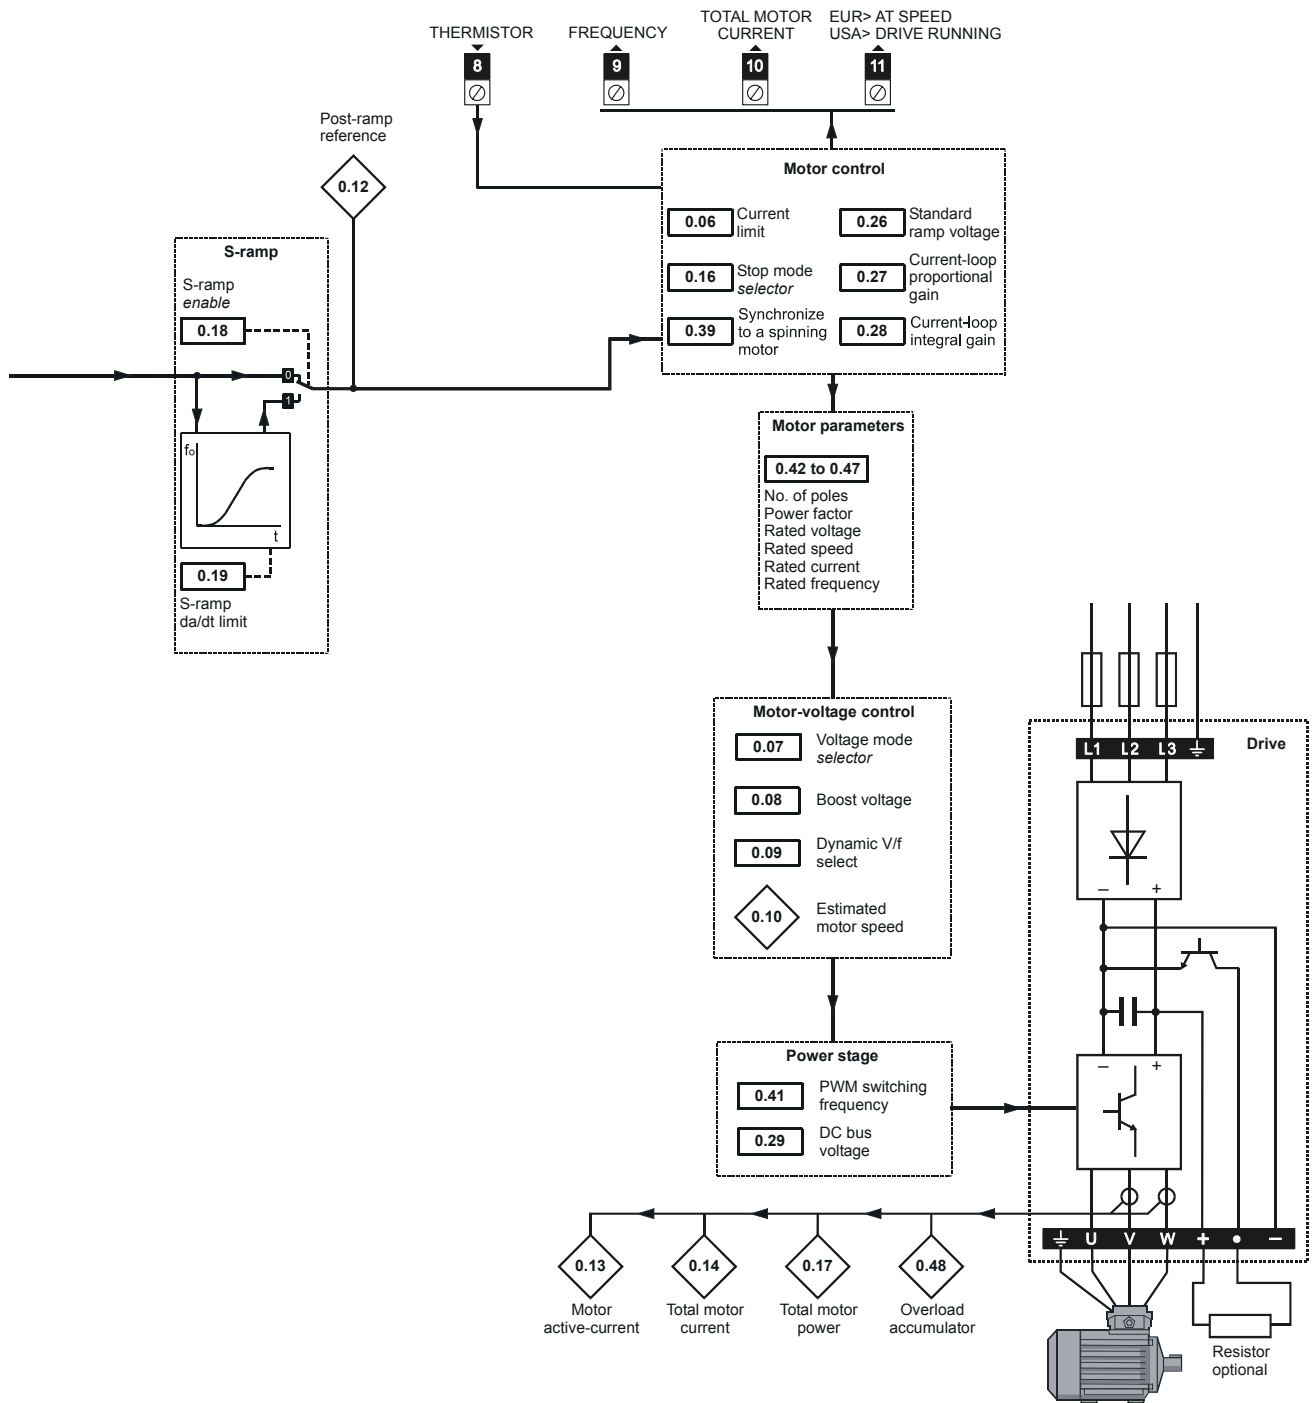 THERMISTOR
FREQUENCY
TOTAL MOTOR
CURRENT
EUR> AT SPEED
USA> DRIVE RUNNING
8
9
10
11
Post-ramp
reference
0.12
Motor control
0.06
Current
limit
0.26
Standard
ramp voltage
0.16
Stop mode
selector
0.27
Current-loop
proportional
gain
0.39
Synchronize
to a spinning
motor
0.28
Current-loop
integral gain
S-ramp
S-ramp
enable
0.18
0
1
fo
t
0.19
S-ramp
da/dt limit
Motor parameters
0.42 to 0.47
No. of poles
Power factor
Rated voltage
Rated speed
Rated current
Rated frequency
Motor-voltage control
0.07
Voltage mode
selector
0.08
Boost voltage
0.09
Dynamic V/f
select
0.10
Estimated
motor speed
Power stage
0.41
PWM switching
frequency
0.29
DC bus
voltage
Drive
L1 L2 L3
– +
– +
U V W + • –
0.13
Motor
active-current
0.14
Total motor
current
0.17
Total motor
power
0.48
Overload
accumulator
Resistor
optional